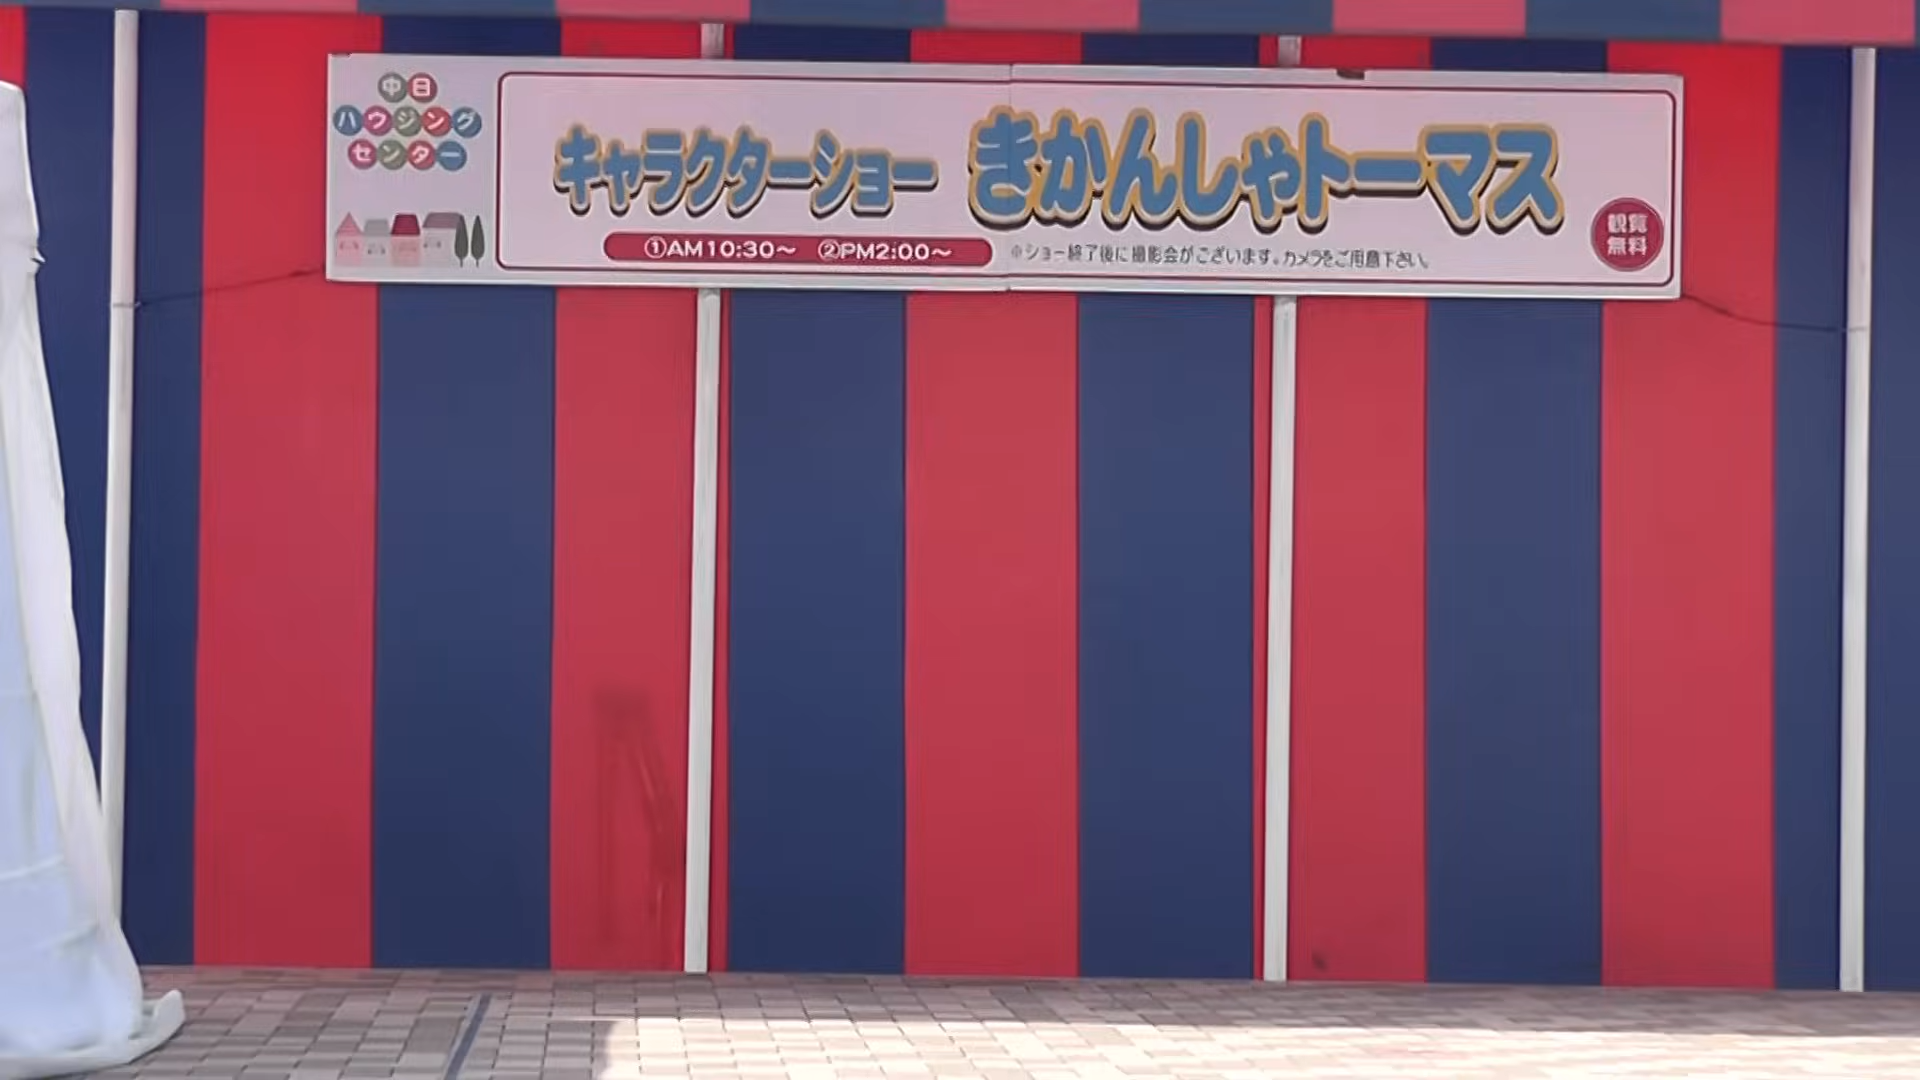 中日
ハウジング
センター
キャラクターショー きかんしゃトーマス
①AM10:30～ ②PM2:00～
※ショー終了後に撮影会がございます。カメラをご用意下さい。
観覧
無料